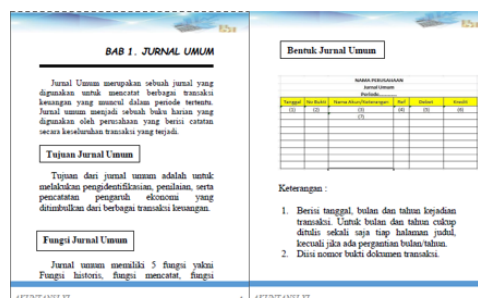 BAB 1. JURNAL UMUM
Jurnal Umum merupakan sebuah jurnal yang
digunakan untuk mencatat berbagai transaksi
keuangan yang muncul dalam periode tertentu.
Jurnal umum menjadi sebuah buku harian yang
digunakan oleh perusahaan yang berisi catatan
secara keseluruhan transaksi yang terjadi.
Tujuan Jurnal Umum
Tujuan dari jurnal umum adalah untuk
melakukan pengidentifikasian, penilaian, serta
pencatatan pengaruh ekonomi yang
ditimbulkan dari berbagai transaksi keuangan.
Fungsi Jurnal Umum
Jurnal umum memiliki 5 fungsi yakni
Fungsi historis, fungsi mencatat, fungsi
AKUNTANSI XI
Bentuk Jurnal Umum
NAMA PERUSAHAAN
Jurnal Umum
Periode
Tanggal No Bukti Nama Akun/Keterangan Ref Debet Kredit
(1) (2) (3) (4) (5) (6)
(7)
Keterangan :
1. Berisi tanggal, bulan dan tahun kejadian
transaksi. Untuk bulan dan tahun cukup
ditulis sekali saja tiap halaman judul,
kecuali jika ada pergantian bulan/tahun.
2. Diisi nomor bukti dokumen transaksi.
AKUNTANSI XI